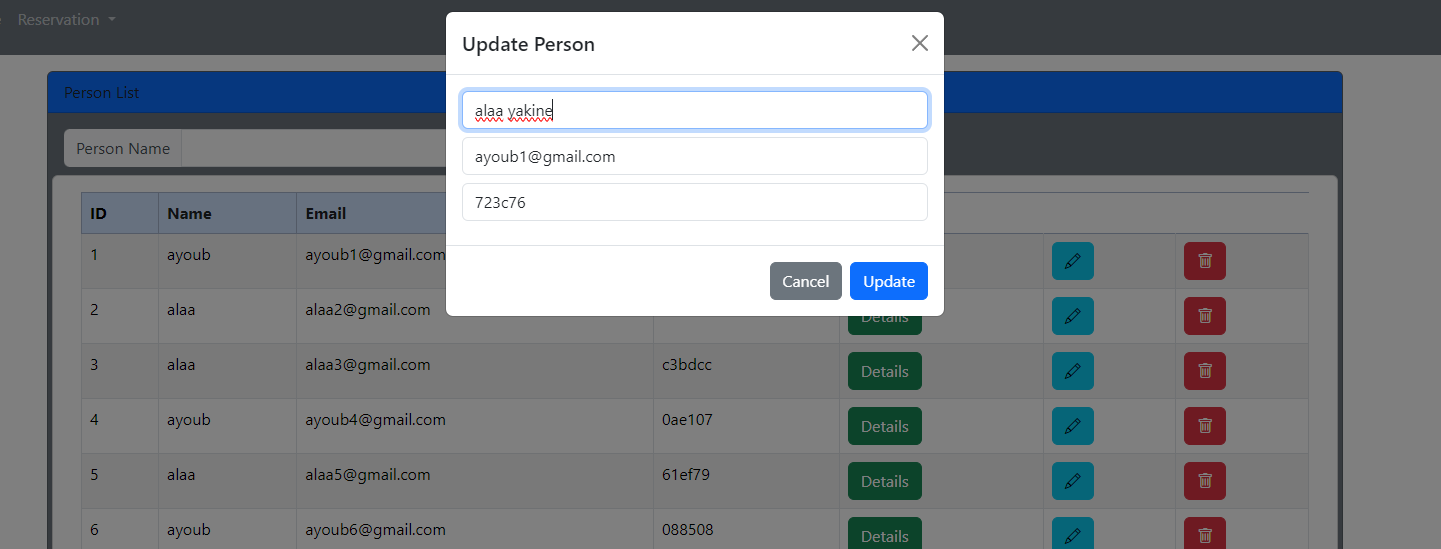 Reservation
Update Person
Person List
alaa yakine
Person Name
ayoub1@gmail.com
723c76
ID Name Email
1 ayoub ayoub1@gmail.com
Cancel Update
2 alaa alaa2@gmail.com Details
3 alaa alaa3@gmail.com c3bdcc Details
4 ayoub ayoub4@gmail.com 0ae107 Details
5 alaa alaa5@gmail.com 61ef79 Details
6 ayoub ayoub6@gmail.com 088508 Details